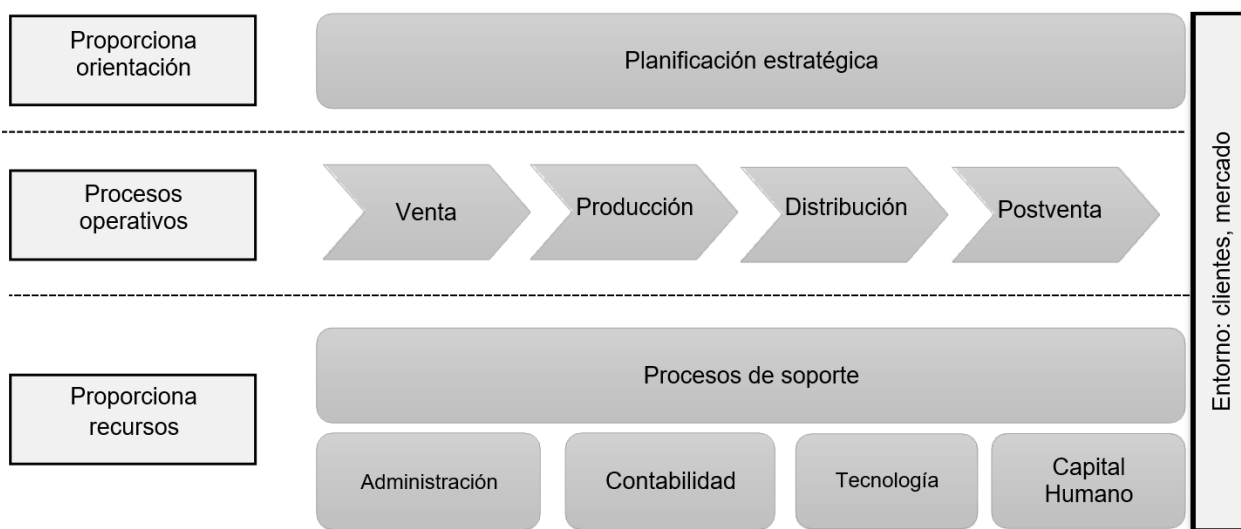 Proporciona
orientación
Planificación estratégica
Procesos
operativos
Venta
Producción
Distribución
Postventa
Proporciona
recursos
Procesos de soporte
Administración
Contabilidad
Tecnología
Capital
Humano
Entorno: clientes, mercado